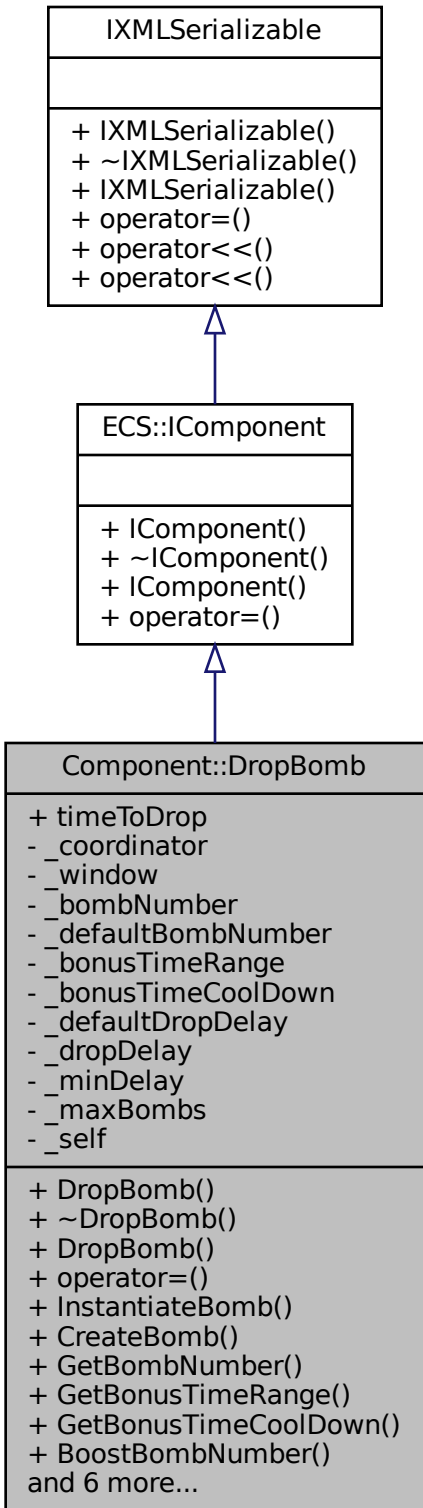 IXMLSerializable
+ IXMLSerializable()
+ ~IXMLSerializable()
+ IXMLSerializable()
+ operator=()
+ operator<<()
+ operator<<()
ECS::IComponent
+ IComponent()
+ ~IComponent()
+ IComponent()
+ operator=()
Component::DropBomb
+ timeToDrop
- _coordinator
- _window
- _bombNumber
- _defaultBombNumber
- _bonusTimeRange
- _bonusTimeCoolDown
- _defaultDropDelay
- _dropDelay
- _minDelay
- _maxBombs
- _self
+ DropBomb()
+ ~DropBomb()
+ DropBomb()
+ operator=()
+ InstantiateBomb()
+ CreateBomb()
+ GetBombNumber()
+ GetBonusTimeRange()
+ GetBonusTimeCoolDown()
+ BoostBombNumber()
and 6 more...